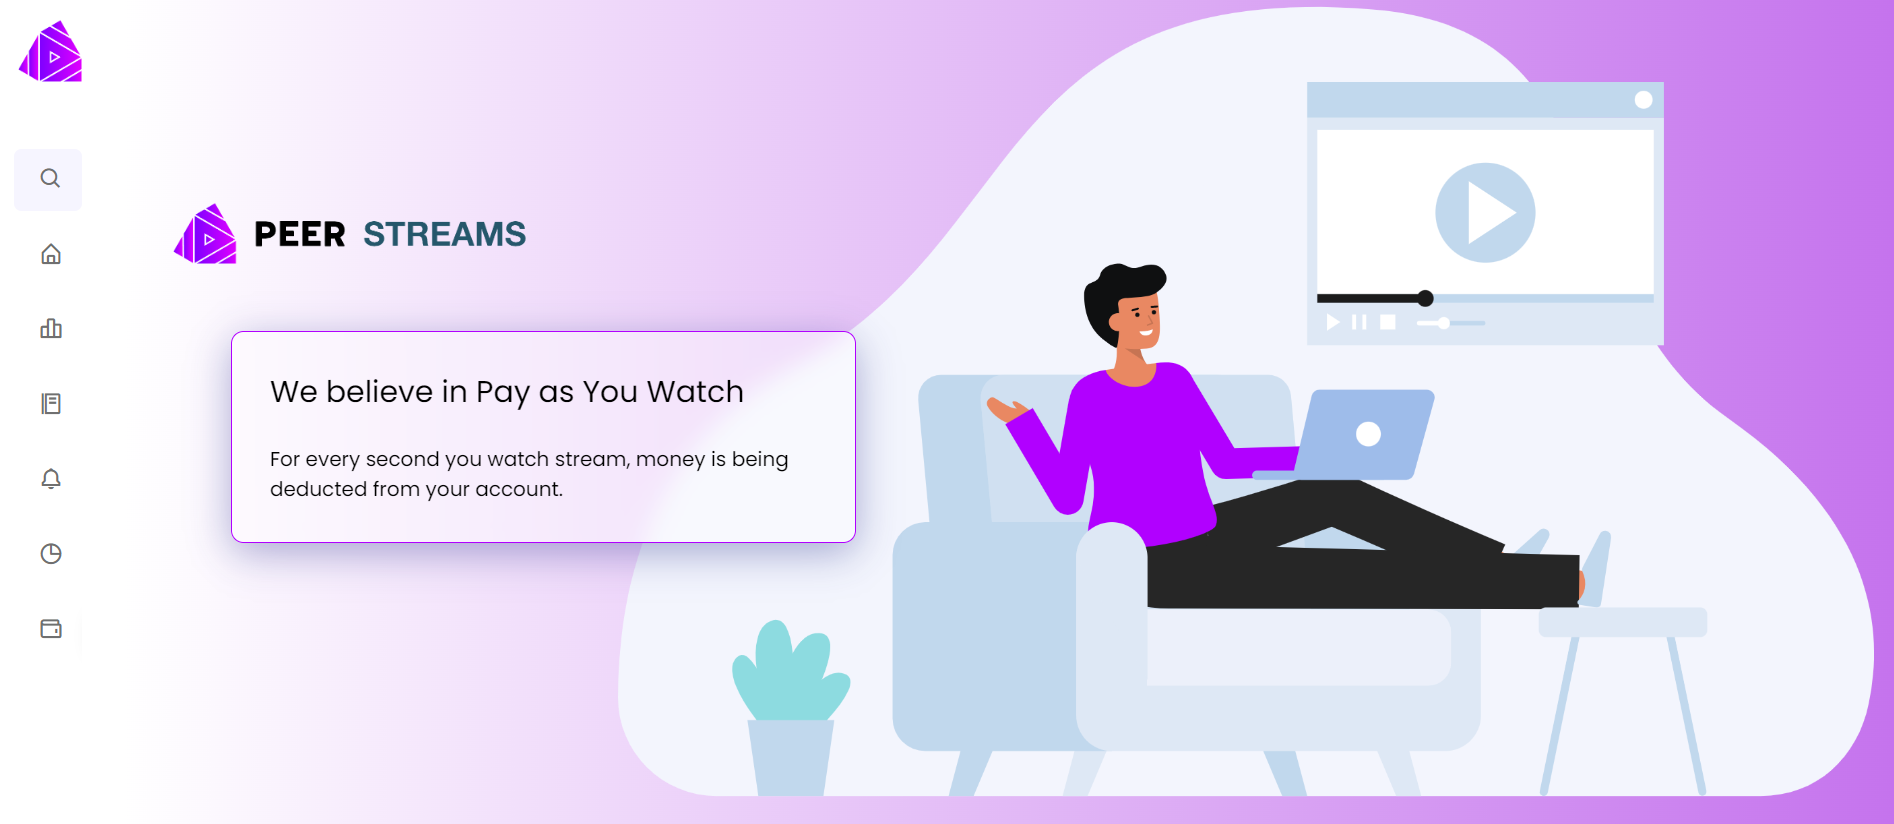 PEER STREAMS
We believe in Pay as You Watch
For every second you watch stream, money is being
deducted from your account.